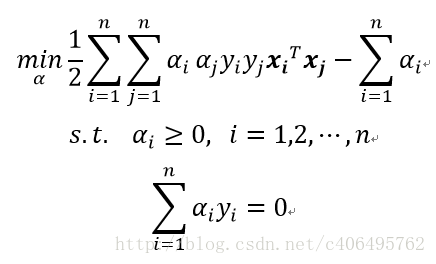 min_α 1/2 ∑_{i=1}^{n} ∑_{j=1}^{n} α_i α_j y_i y_j x_i^T x_j − ∑_{i=1}^{n} α_i
s.t. α_i ≥ 0, i = 1,2,⋯,n
∑_{i=1}^{n} α_i y_i = 0
http://blog.csdn.net/c406495762